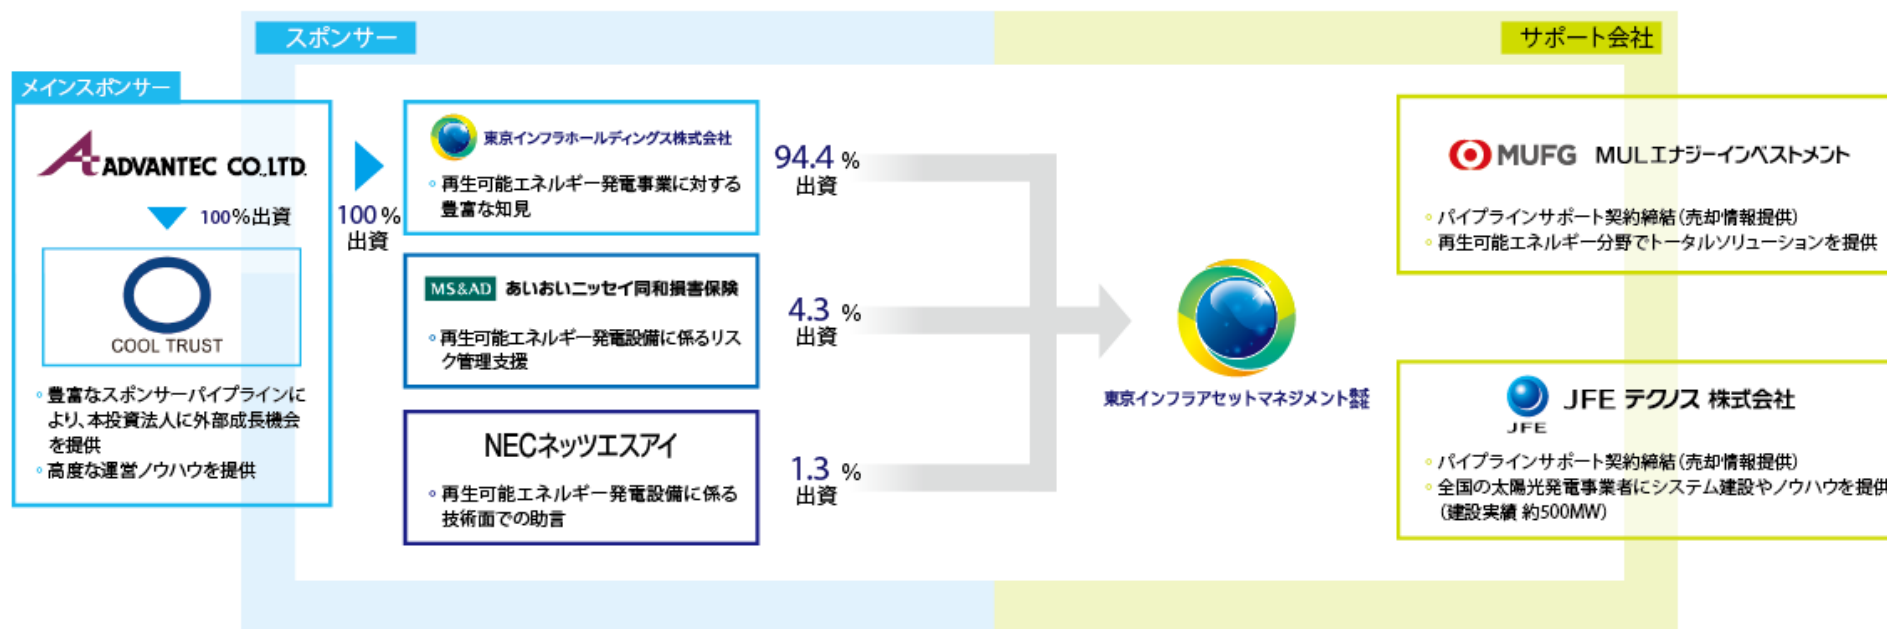 スポンサー
サポート会社
メインスポンサー
ADVANTEC CO.,LTD.
100%出資
COOL TRUST
豊富なスポンサーパイプラインに
より、本投資法人に外部成長機会
を提供
高度な運営ノウハウを提供
100%
出資
東京インフラホールディングス株式会社
再生可能エネルギー発電事業に対する
豊富な知見
94.4 %
出資
MS&AD あいおいニッセイ同和損害保険
再生可能エネルギー発電設備に係るリス
ク管理支援
4.3 %
出資
NECネッツエスアイ
再生可能エネルギー発電設備に係る
技術面での助言
1.3 %
出資
東京インフラアセットマネジメント株式会社
MUFG MULエナジーインベストメント
パイプラインサポート契約締結(売却情報提供)
再生可能エネルギー分野でトータルソリューションを提供
JFE
JFE テクノス 株式会社
パイプラインサポート契約締結(売却情報提供)
全国の太陽光発電事業者にシステム建設やノウハウを提供
(建設実績 約500MW)